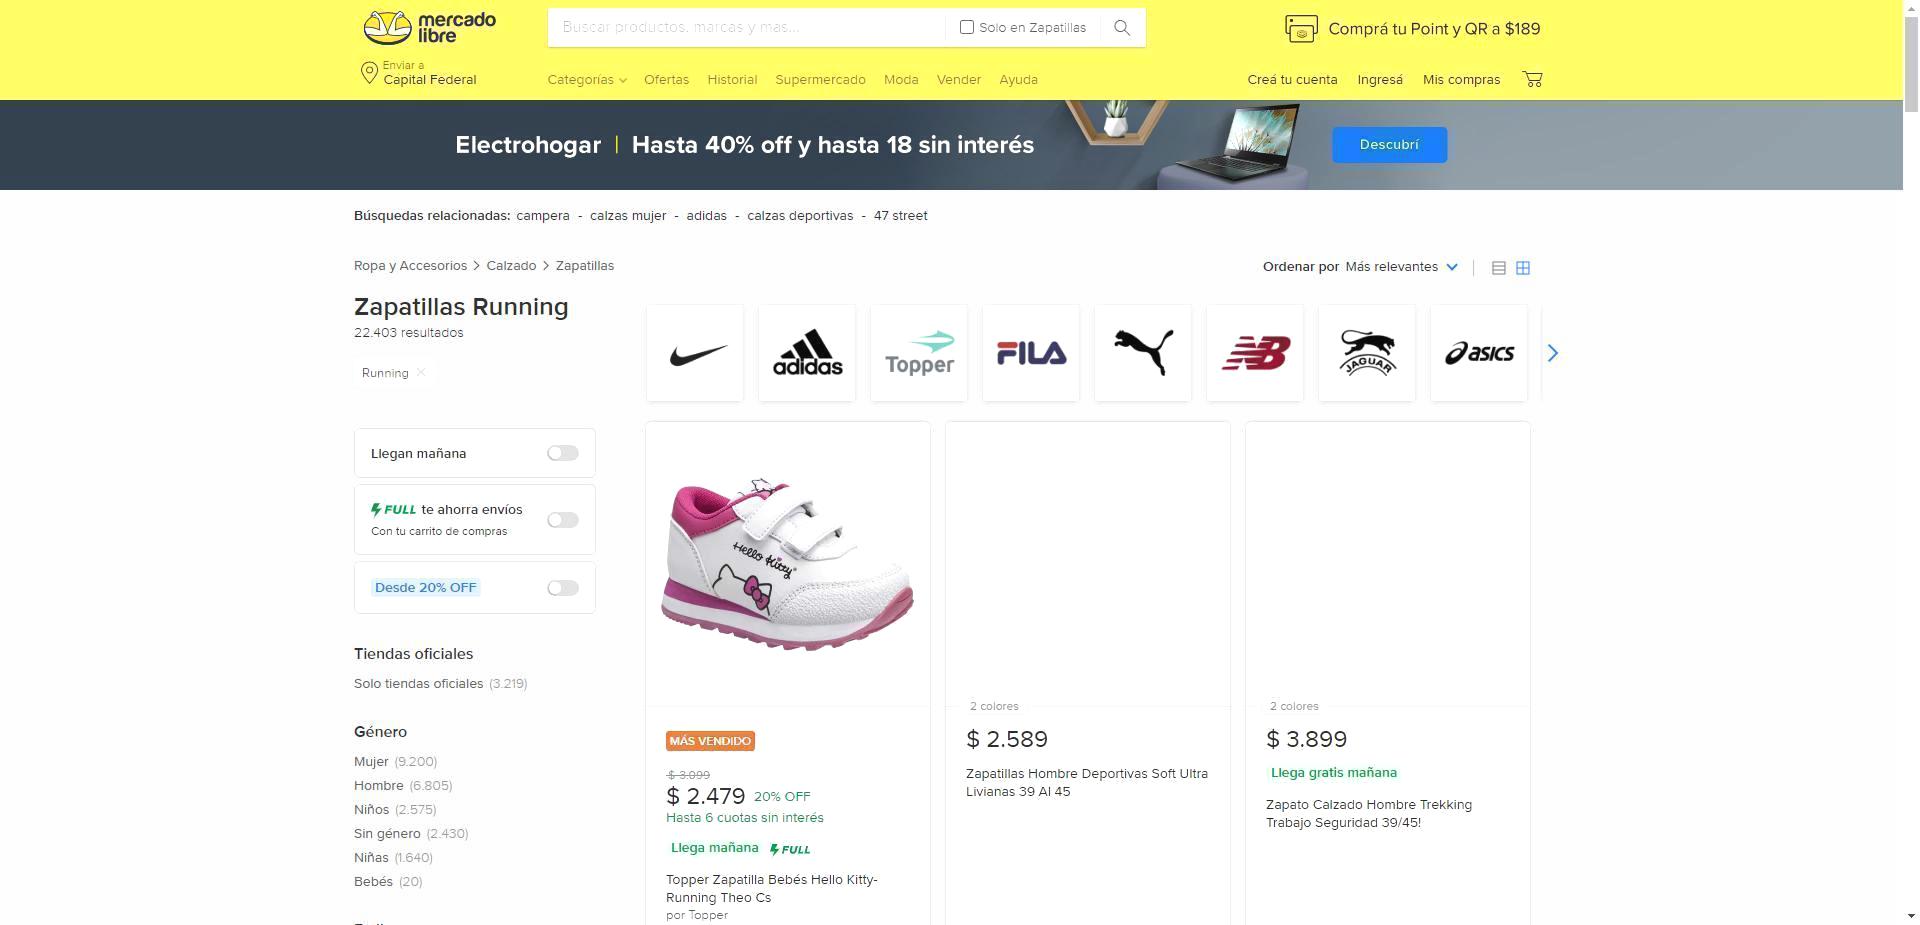 mercado
libre
Buscar productos, marcas y más...
Solo en Zapatillas
Comprá tu Point y QR a $189
Enviar a
Capital Federal
Categorías Ofertas Historial Supermercado Moda Vender Ayuda
Creá tu cuenta Ingresá Mis compras
Electrohogar | Hasta 40% off y hasta 18 sin interés
Descubrí
Búsquedas relacionadas: campera - calzas mujer - adidas - calzas deportivas - 47 street
Ropa y Accesorios > Calzado > Zapatillas
Ordenar por Más relevantes
Zapatillas Running
22.403 resultados
Running
adidas
Topper
FILA
NB
JAGUAR
asics
Llegan mañana
FULL te ahorra envíos
Con tu carrito de compras
Desde 20% OFF
Tiendas oficiales
Solo tiendas oficiales (3.219)
Género
Mujer (9.200)
Hombre (6.805)
Niños (2.575)
Sin género (2.430)
Niñas (1.640)
Bebés (20)
Hello Kitty
MÁS VENDIDO
$ 3.099
$ 2.479 20% OFF
Hasta 6 cuotas sin interés
Llega mañana FULL
Topper Zapatilla Bebés Hello Kitty-
Running Theo Cs
por Topper
2 colores
$ 2.589
Zapatillas Hombre Deportivas Soft Ultra
Livianas 39 Al 45
2 colores
$ 3.899
Llega gratis mañana
Zapato Calzado Hombre Trekking
Trabajo Seguridad 39/45!